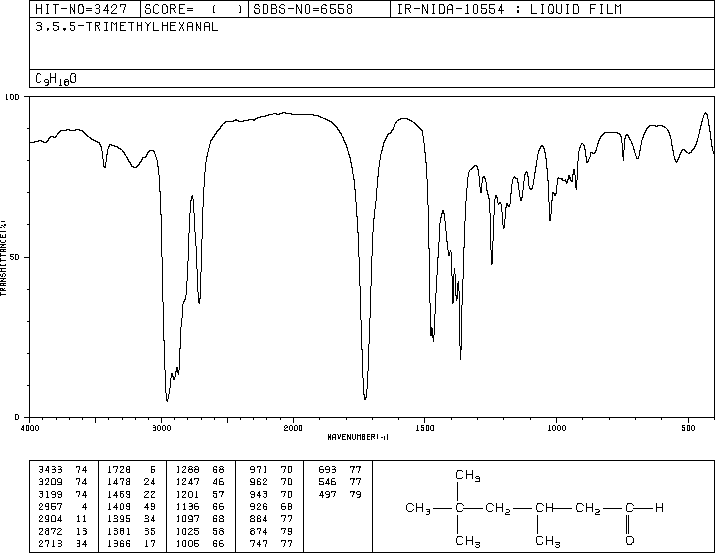 HIT-NO=3427 SCORE= ( ) SDBS-NO=6558 IR-NIDA-10554 : LIQUID FILM
3,5,5-TRIMETHYLHEXANAL
C9H18O
100
50
0
TRANSMITTANCE(%)
4000 3000 2000 1500 1000 500
WAVENUMBER(-1)
3433 74 1728 6 1288 68 971 70 693 77
3209 74 1478 24 1247 46 962 70 546 77
3199 74 1469 22 1201 57 943 70 497 79
2957 4 1409 49 1136 66 926 68
2904 11 1395 34 1097 68 884 77
2872 13 1381 35 1025 58 874 79
2713 34 1366 17 1006 66 747 77
CH3
CH3 C CH2 CH CH2 C H
CH3 CH3 O